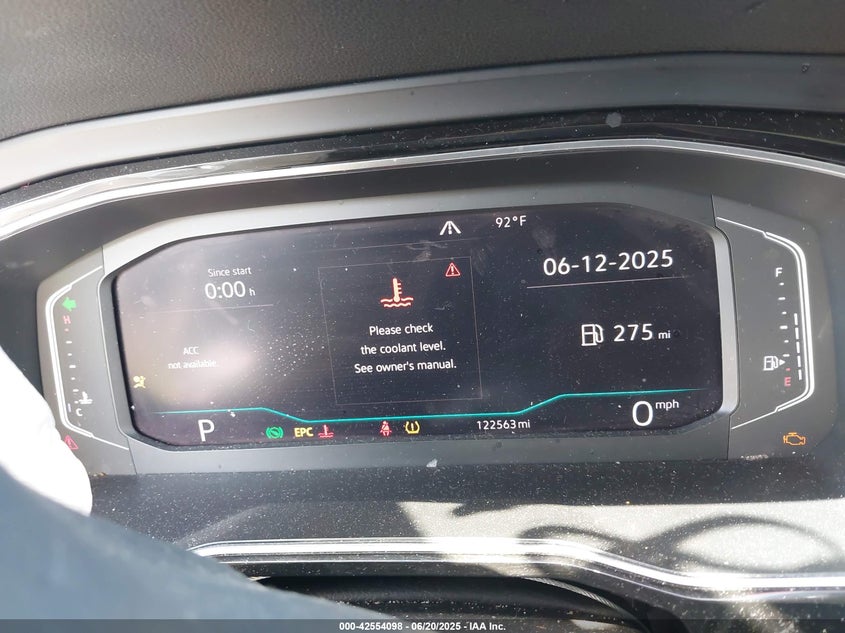 92°F
Since start
0:00 h
06-12-2025
Please check
the coolant level.
See owner's manual.
ACC
not available.
275 mi
H
C
F
E
P
EPC
122563 mi
0 mph
000-42554098 - 06/20/2025 - IAA Inc.